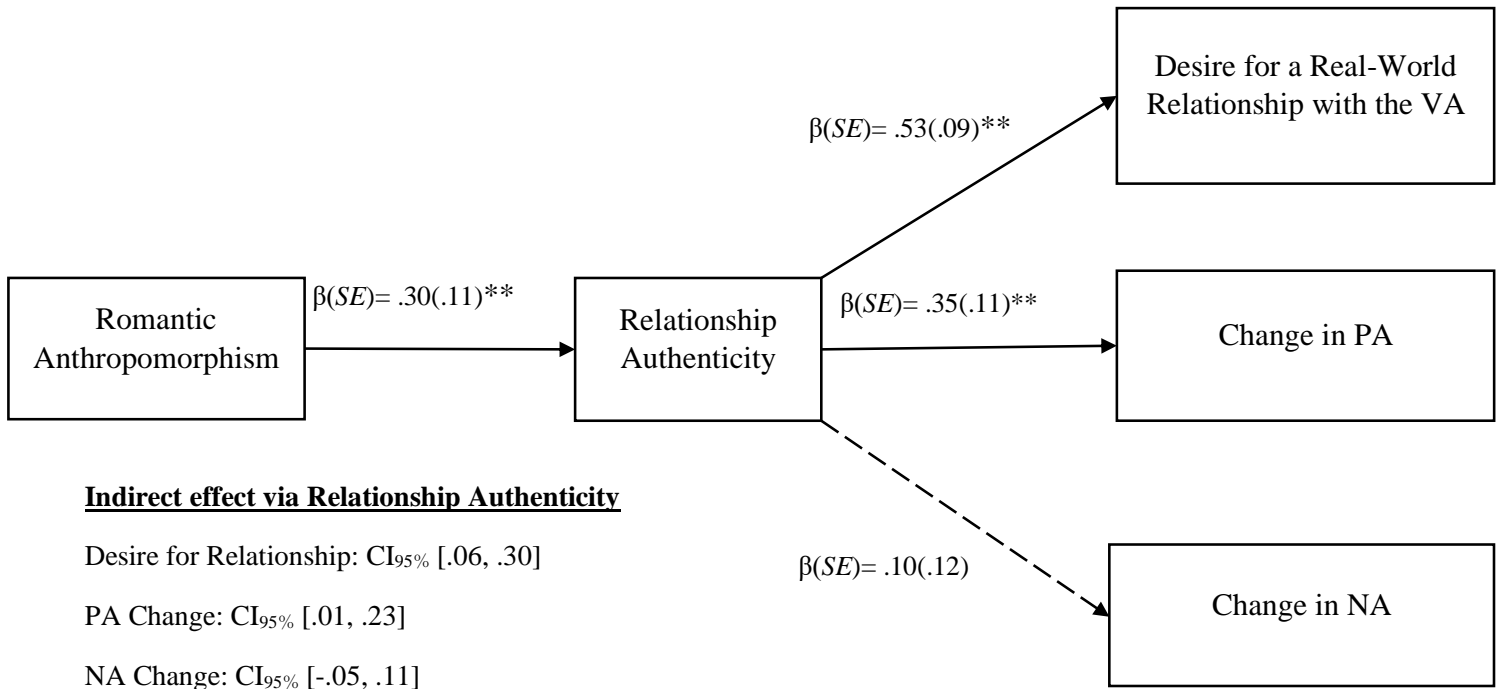 Desire for a Real-World
Relationship with the VA
β(SE)= .53(.09)**
Romantic
Anthropomorphism
β(SE)= .30(.11)**
Relationship
Authenticity
β(SE)= .35(.11)**
Change in PA
Indirect effect via Relationship Authenticity
Desire for Relationship: CI95% [.06, .30]
PA Change: CI95% [.01, .23]
NA Change: CI95% [-.05, .11]
β(SE)= .10(.12)
Change in NA